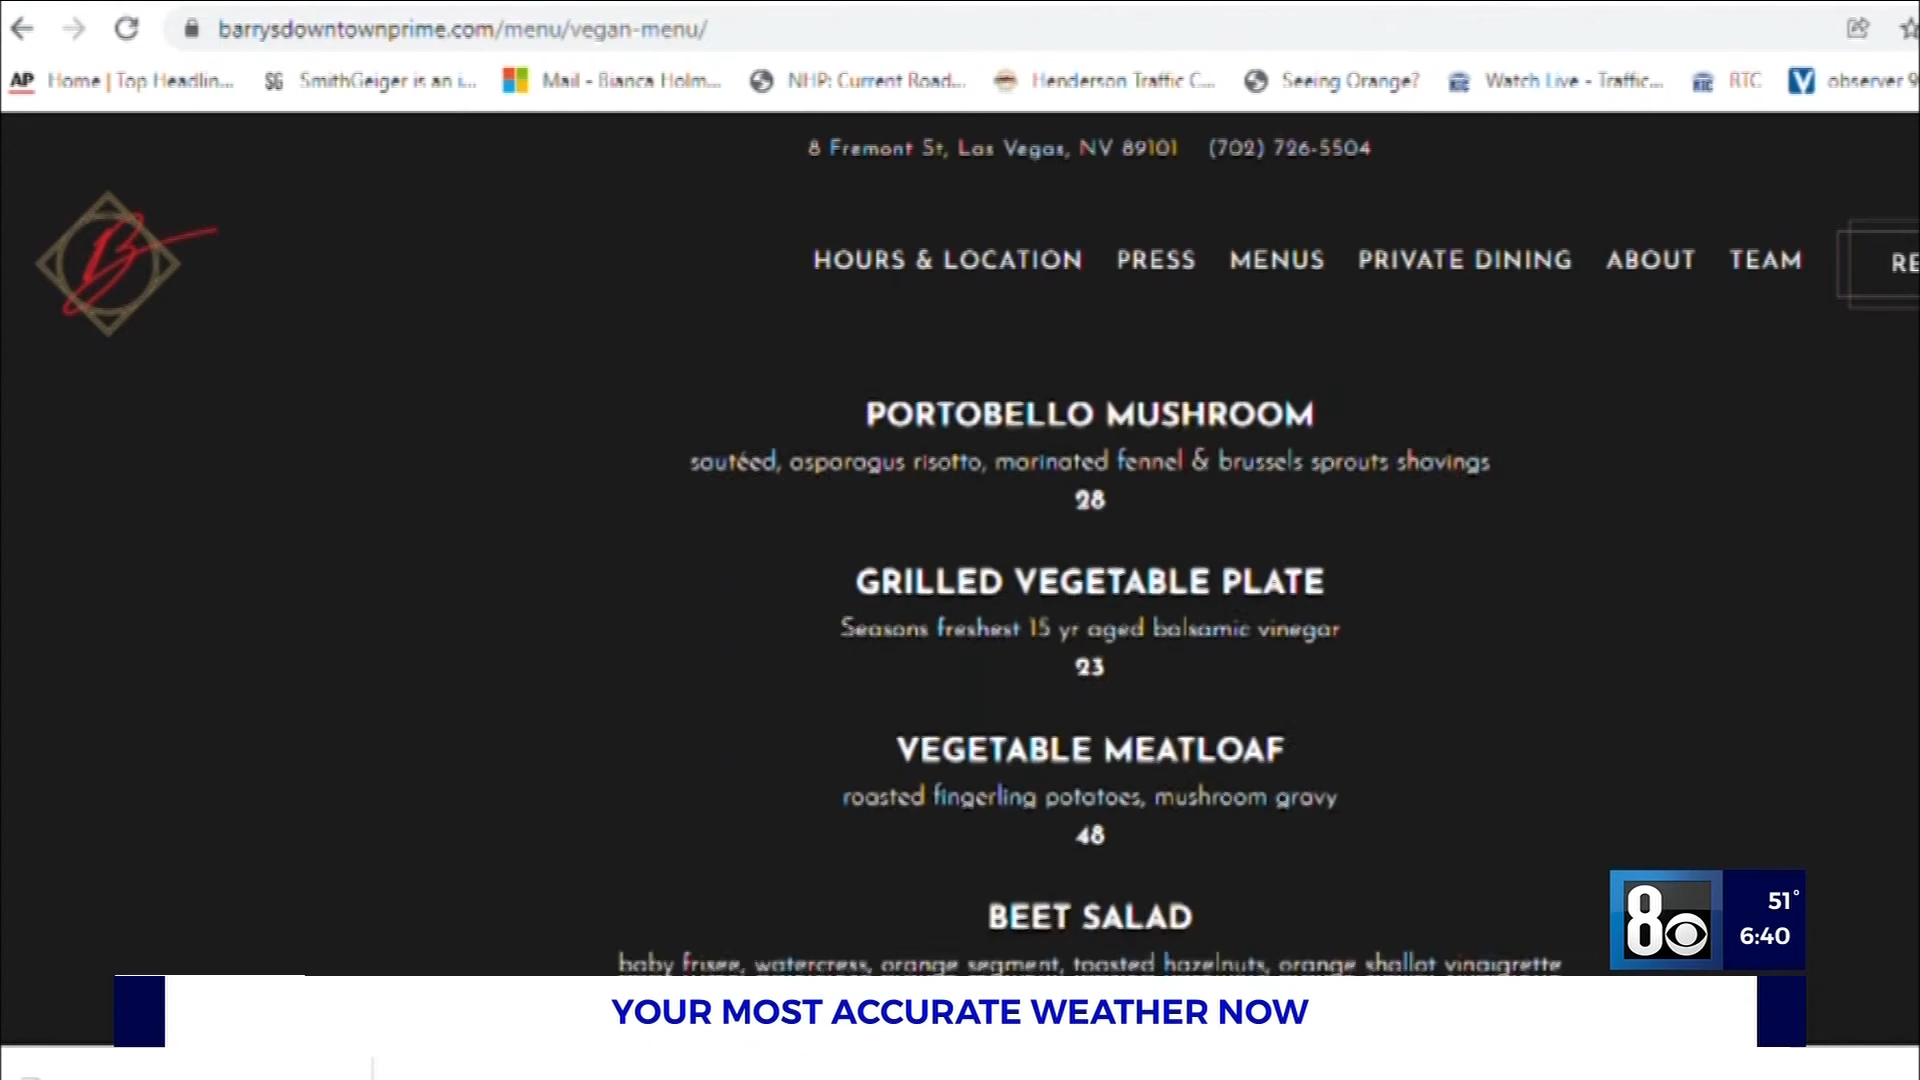 barrysdowntownprime.com/menu/vegan-menu/
AP Home | Top Headlin... SG SmithGeiger is an i... Mail - Bianca Holm... NHP: Current Road... Henderson Traffic C... Seeing Orange? Watch Live - Traffic... RTC observer
8 Fremont St, Las Vegas, NV 89101 (702) 726-5504
B
HOURS & LOCATION PRESS MENUS PRIVATE DINING ABOUT TEAM RE
PORTOBELLO MUSHROOM
sautéed, asparagus risotto, marinated fennel & brussels sprouts shavings
28
GRILLED VEGETABLE PLATE
Seasons freshest 15 yr aged balsamic vinegar
23
VEGETABLE MEATLOAF
roasted fingerling potatoes, mushroom gravy
48
BEET SALAD
baby frisee, watercress, orange segment, toasted hazelnuts, orange shallot vinaigrette
8
51°
6:40
YOUR MOST ACCURATE WEATHER NOW